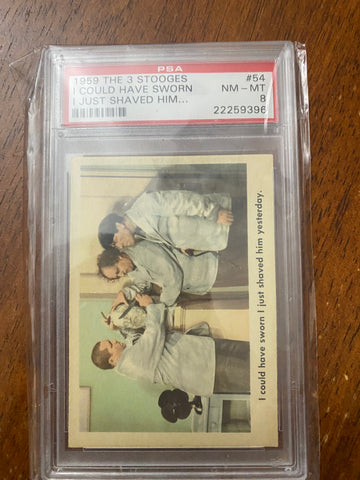 PSA
1959 THE 3 STOOGES #54
I COULD HAVE SWORN NM - MT
I JUST SHAVED HIM... 8
22259396
I could have sworn I just shaved him yesterday.